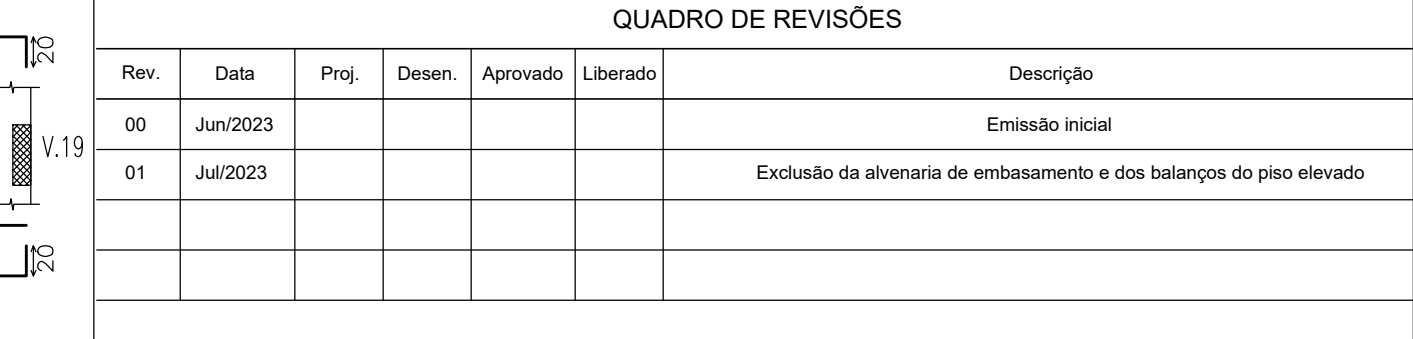 QUADRO DE REVISÕES
Rev. Data Proj. Desen. Aprovado Liberado Descrição
00 Jun/2023 Emissão inicial
01 Jul/2023 Exclusão da alvenaria de embasamento e dos balanços do piso elevado
20
V.19
20